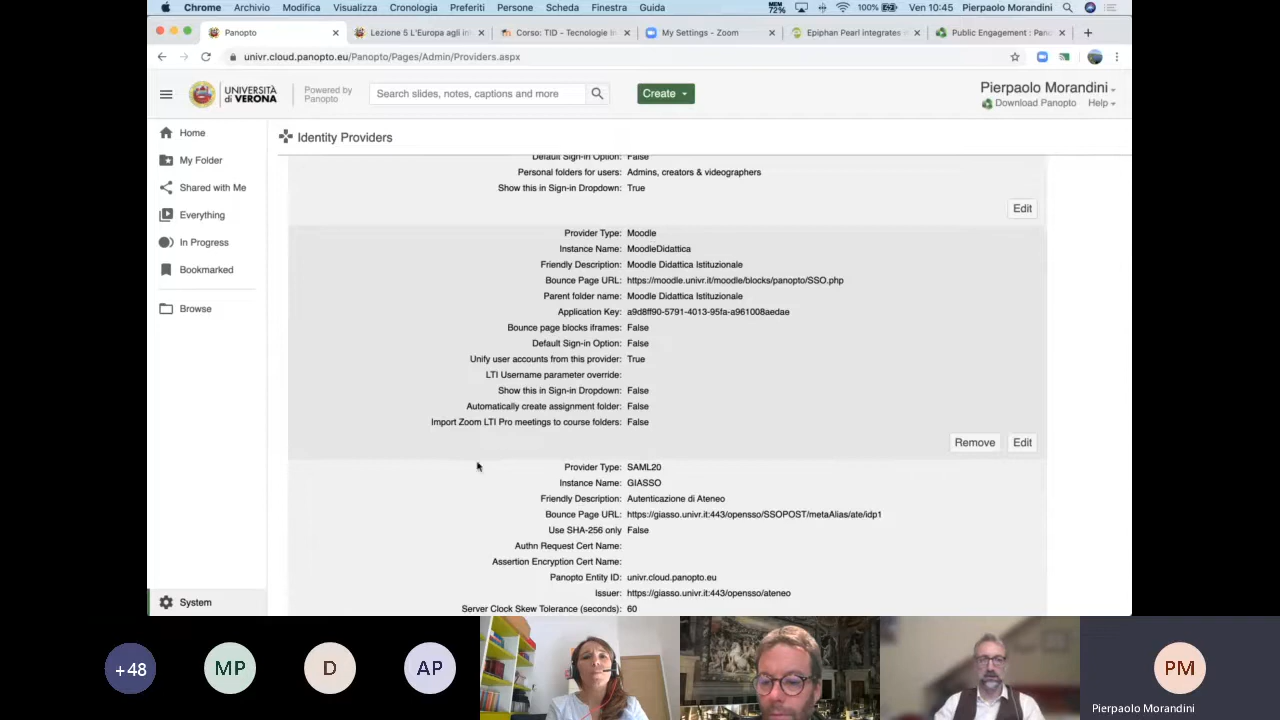 Chrome Archivio Modifica Visualizza Cronologia Preferiti Persone Scheda Finestra Guida MEM 72% 100% Ven 10:45 Pierpaolo Morandini
Panopto × Lezione 5 L'Europa agli in × Corso: TID - Tecnologie In × My Settings - Zoom × Epiphan Pearl integrates w × Public Engagement : Pano × +
univr.cloud.panopto.eu/Panopto/Pages/Admin/Providers.aspx
UNIVERSITÀ di VERONA
Powered by Panopto
Search slides, notes, captions and more
Create
Pierpaolo Morandini
Download Panopto Help
Home
My Folder
Shared with Me
Everything
In Progress
Bookmarked
Browse
System
Identity Providers
Default Sign-in Option: False
Personal folders for users: Admins, creators & videographers
Show this in Sign-in Dropdown: True
Edit
Provider Type: Moodle
Instance Name: MoodleDidattica
Friendly Description: Moodle Didattica Istituzionale
Bounce Page URL: https://moodle.univr.it/moodle/blocks/panopto/SSO.php
Parent folder name: Moodle Didattica Istituzionale
Application Key: a9d8ff90-5791-4013-95fa-a961008aedae
Bounce page blocks iframes: False
Default Sign-in Option: False
Unify user accounts from this provider: True
LTI Username parameter override:
Show this in Sign-in Dropdown: False
Automatically create assignment folder: False
Import Zoom LTI Pro meetings to course folders: False
Remove Edit
Provider Type: SAML20
Instance Name: GIASSO
Friendly Description: Autenticazione di Ateneo
Bounce Page URL: https://giasso.univr.it:443/opensso/SSOPOST/metaAlias/ate/idp1
Use SHA-256 only False
Authn Request Cert Name:
Assertion Encryption Cert Name:
Panopto Entity ID: univr.cloud.panopto.eu
Issuer: https://giasso.univr.it:443/opensso/ateneo
Server Clock Skew Tolerance (seconds): 60
+48 MP D AP PM
Pierpaolo Morandini